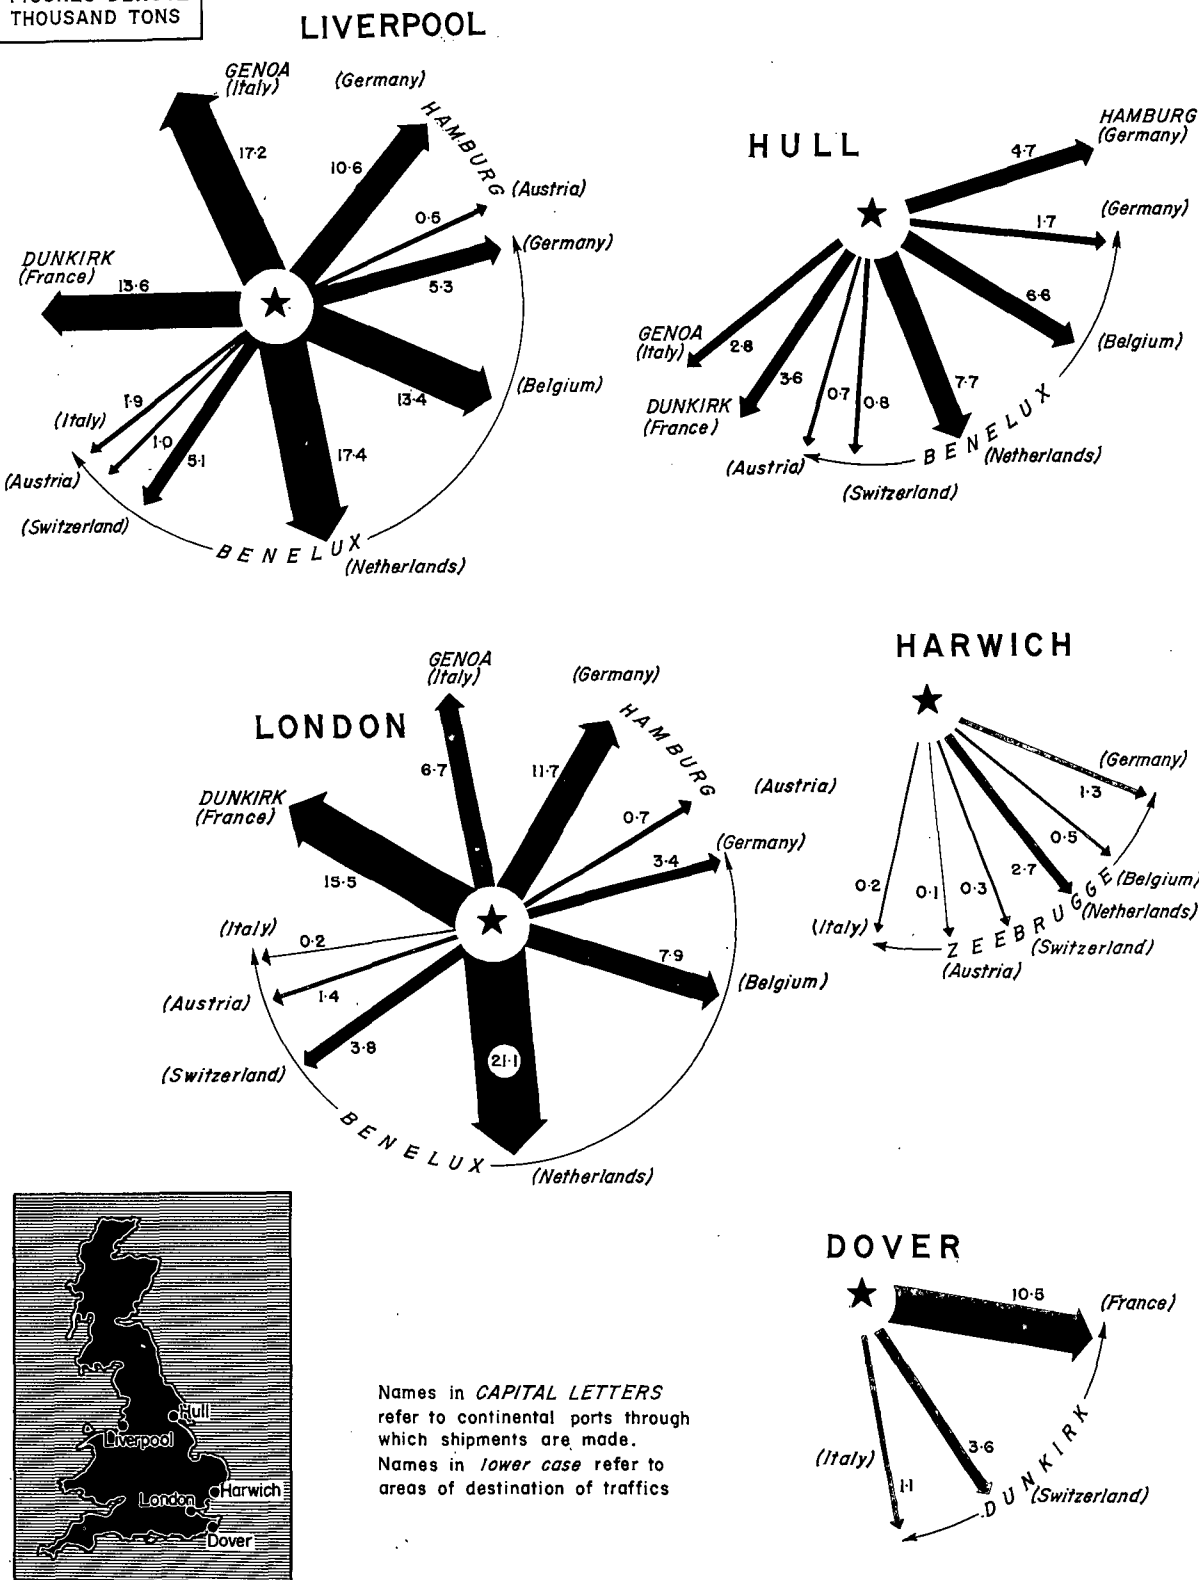 THOUSAND TONS
LIVERPOOL
GENOA
(Italy)
(Germany)
HAMBURG
17·2
10·6
(Austria)
0·6
(Germany)
5·3
DUNKIRK
(France)
13·6
(Belgium)
13·4
(Italy)
1·9
(Austria)
1·0
(Switzerland)
5·1
17·4
BENELUX
(Netherlands)
HULL
HAMBURG
(Germany)
4·7
(Germany)
1·7
6·6
(Belgium)
GENOA
(Italy)
2·8
DUNKIRK
(France)
3·6
0·7
0·8
7·7
(Austria)
(Switzerland)
BENELUX
(Netherlands)
LONDON
GENOA
(Italy)
(Germany)
HAMBURG
6·7
11·7
DUNKIRK
(France)
15·5
(Austria)
0·7
(Germany)
3·4
(Italy)
0·2
7·9
(Belgium)
(Austria)
1·4
(Switzerland)
3·8
21·1
BENELUX
(Netherlands)
HARWICH
(Germany)
1·3
0·5
(Belgium)
2·7
(Netherlands)
0·3
(Switzerland)
0·1
(Austria)
0·2
(Italy)
ZEEBRUGGE
DOVER
10·8
(France)
3·6
(Switzerland)
(Italy)
1·1
DUNKIRK
Hull
Liverpool
Harwich
London
Dover
Names in CAPITAL LETTERS
refer to continental ports through
which shipments are made.
Names in lower case refer to
areas of destination of traffics